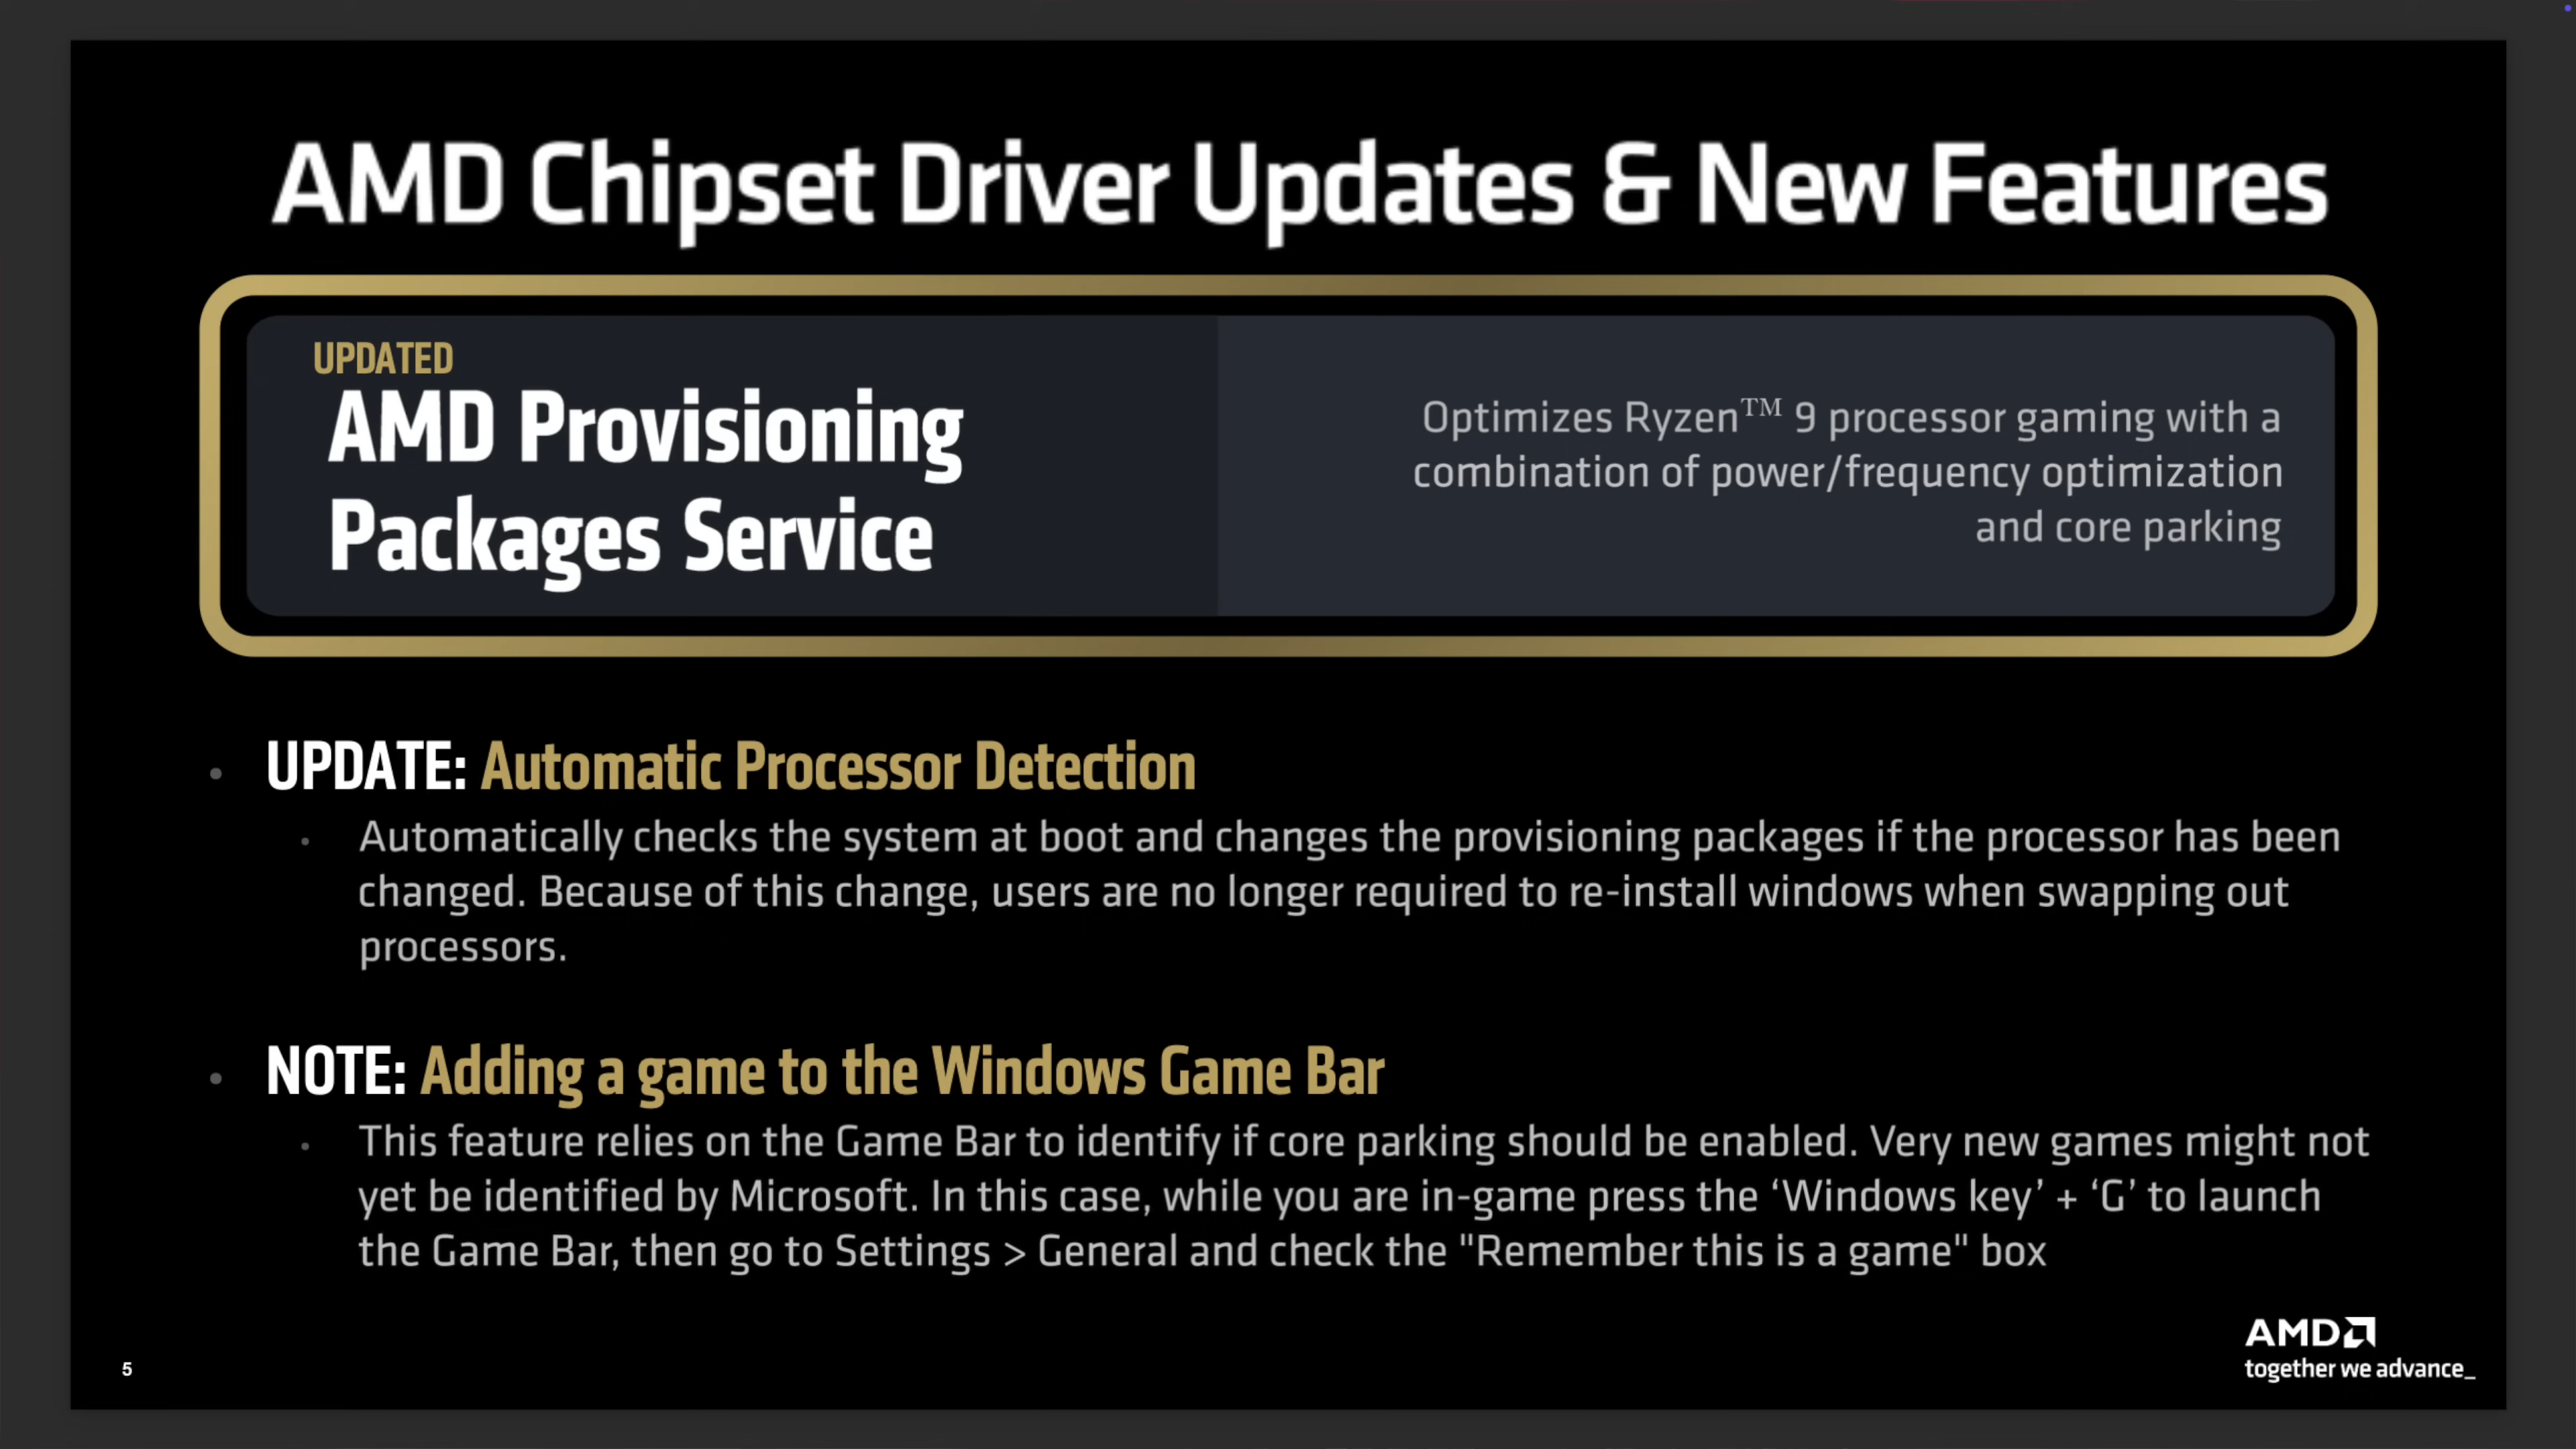 AMD Chipset Driver Updates & New Features
UPDATED
AMD Provisioning
Packages Service
Optimizes Ryzen™ 9 processor gaming with a
combination of power/frequency optimization
and core parking
• UPDATE: Automatic Processor Detection
• Automatically checks the system at boot and changes the provisioning packages if the processor has been
changed. Because of this change, users are no longer required to re-install windows when swapping out
processors.
• NOTE: Adding a game to the Windows Game Bar
• This feature relies on the Game Bar to identify if core parking should be enabled. Very new games might not
yet be identified by Microsoft. In this case, while you are in-game press the ‘Windows key’ + ‘G’ to launch
the Game Bar, then go to Settings > General and check the "Remember this is a game" box
5
AMD
together we advance_